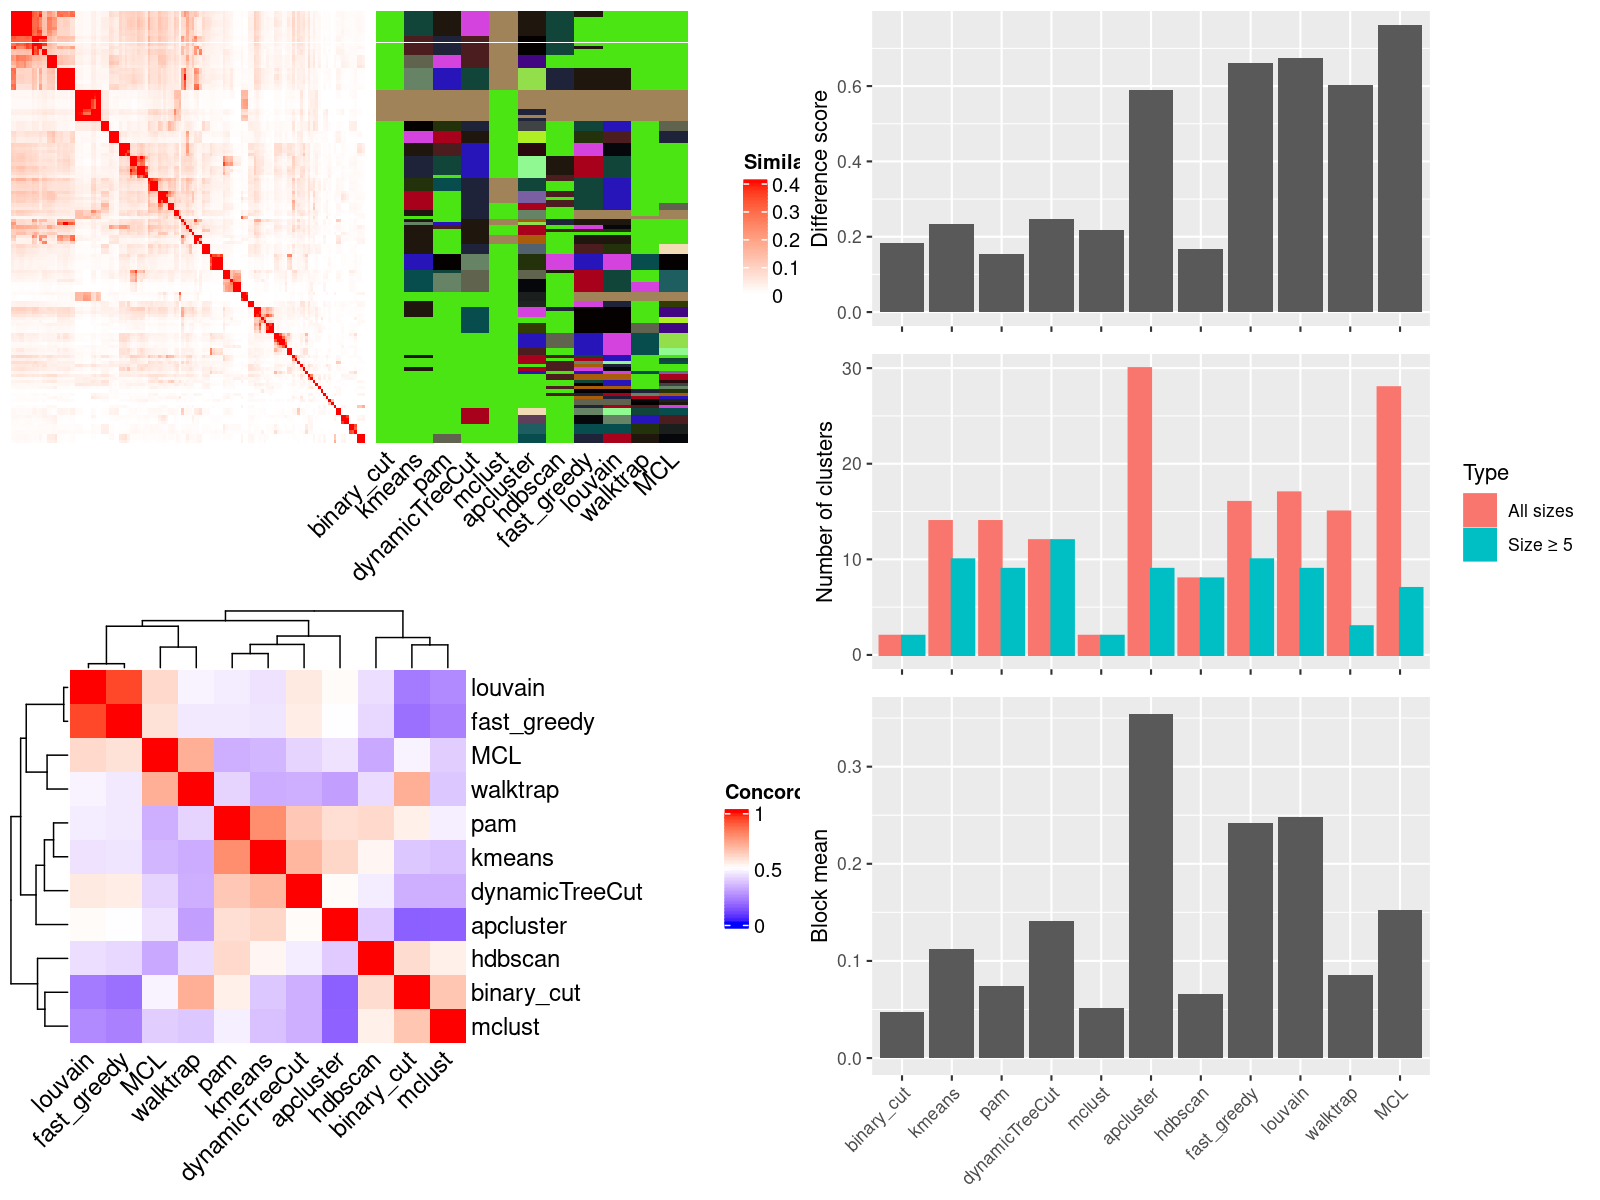 Simila
0.4
0.3
0.2
0.1
0
binary_cut
kmeans
pam
dynamicTreeCut
mclust
apcluster
hdbscan
fast_greedy
louvain
walktrap
MCL
louvain
fast_greedy
MCL
walktrap
pam
kmeans
dynamicTreeCut
apcluster
hdbscan
binary_cut
mclust
louvain
fast_greedy
MCL
walktrap
pam
kmeans
dynamicTreeCut
apcluster
hdbscan
binary_cut
mclust
Concord
1
0.5
0
Difference score
0.6
0.4
0.2
0.0
Number of clusters
30
20
10
0
Type
All sizes
Size ≥ 5
Block mean
0.3
0.2
0.1
0.0
binary_cut
kmeans
pam
dynamicTreeCut
mclust
apcluster
hdbscan
fast_greedy
louvain
walktrap
MCL